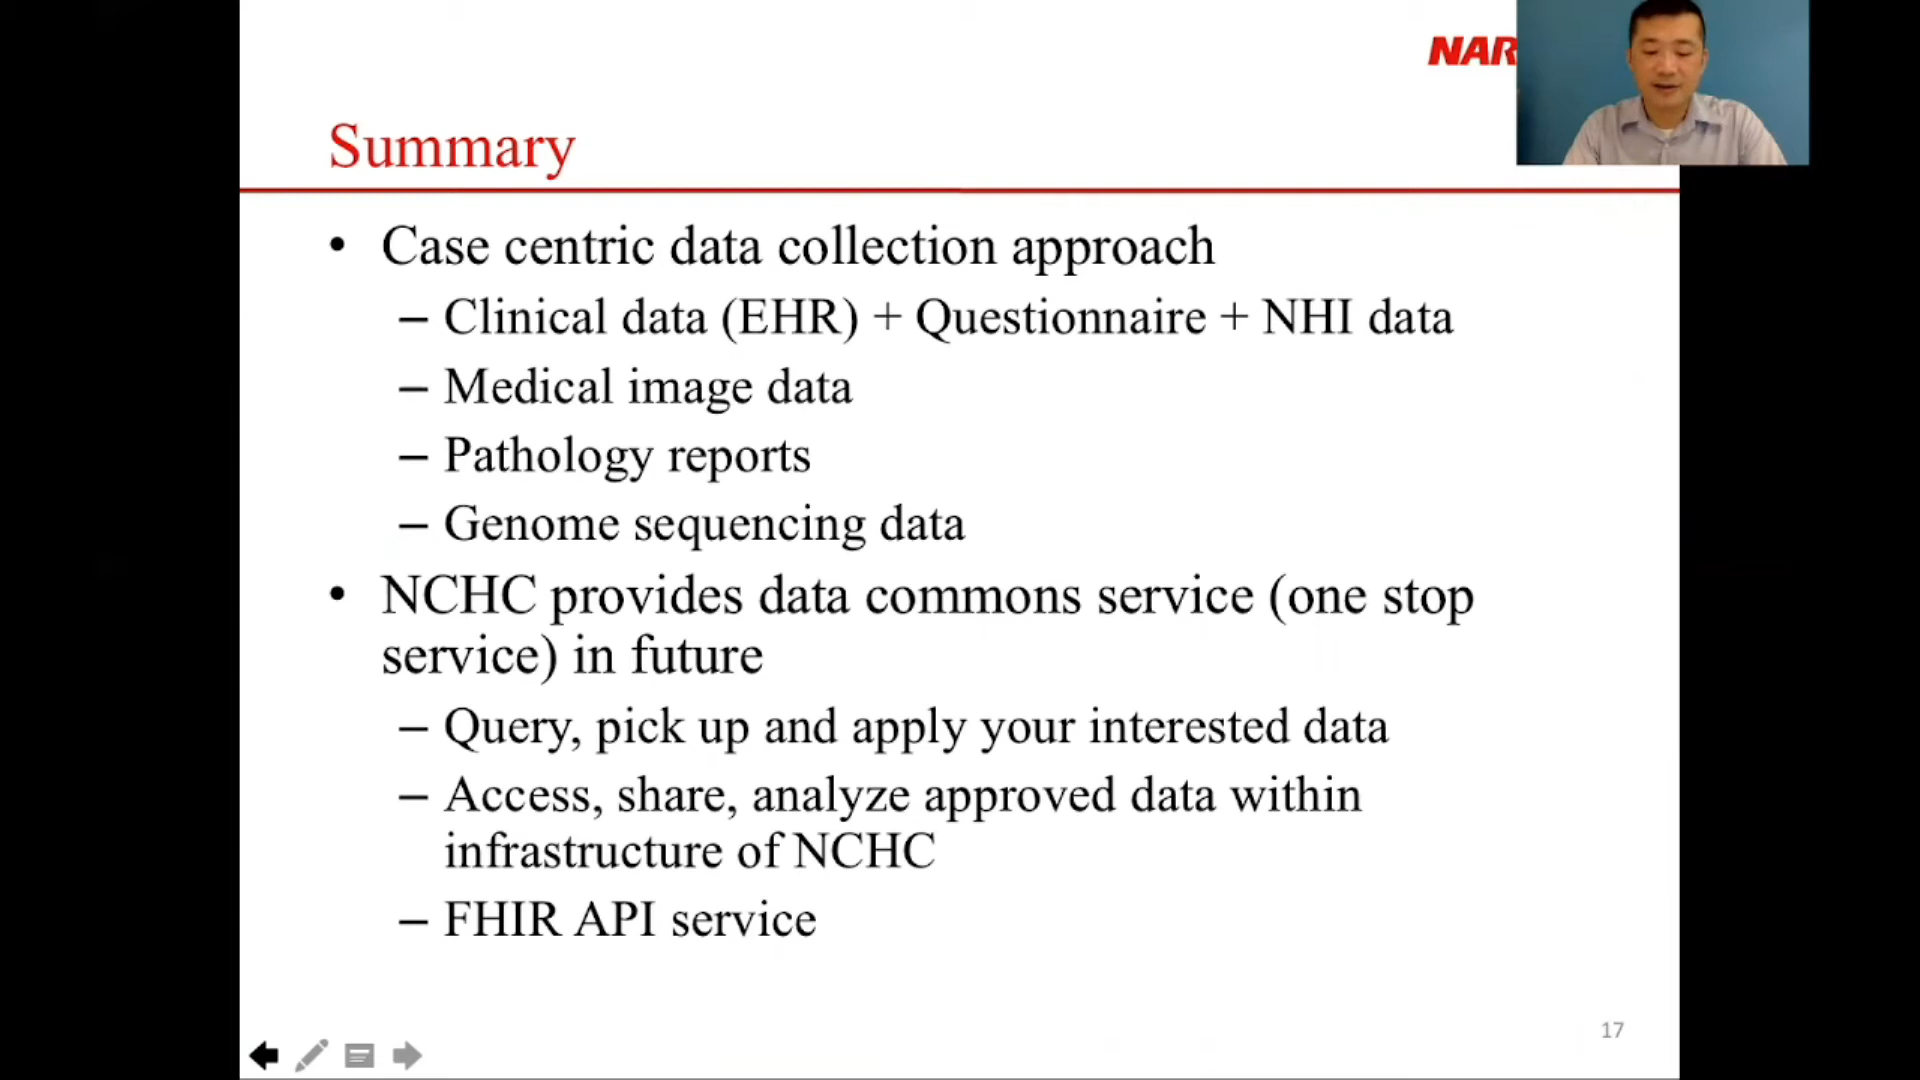 NAR
Summary
• Case centric data collection approach
– Clinical data (EHR) + Questionnaire + NHI data
– Medical image data
– Pathology reports
– Genome sequencing data
• NCHC provides data commons service (one stop
service) in future
– Query, pick up and apply your interested data
– Access, share, analyze approved data within
infrastructure of NCHC
– FHIR API service
17